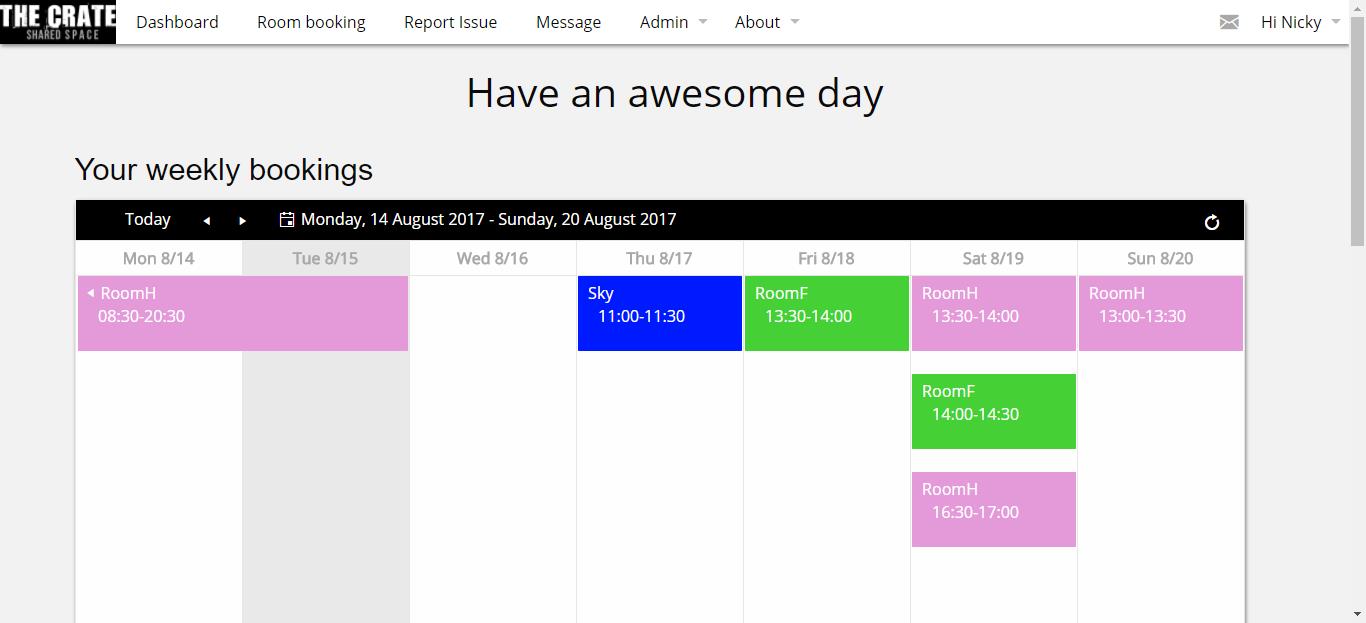 THE CRATE
SHARED SPACE
Dashboard Room booking Report Issue Message Admin About Hi Nicky
Have an awesome day
Your weekly bookings
Today Monday, 14 August 2017 - Sunday, 20 August 2017
Mon 8/14 Tue 8/15 Wed 8/16 Thu 8/17 Fri 8/18 Sat 8/19 Sun 8/20
RoomH Sky RoomF RoomH RoomH
08:30-20:30 11:00-11:30 13:30-14:00 13:30-14:00 13:00-13:30
RoomF
14:00-14:30
RoomH
16:30-17:00